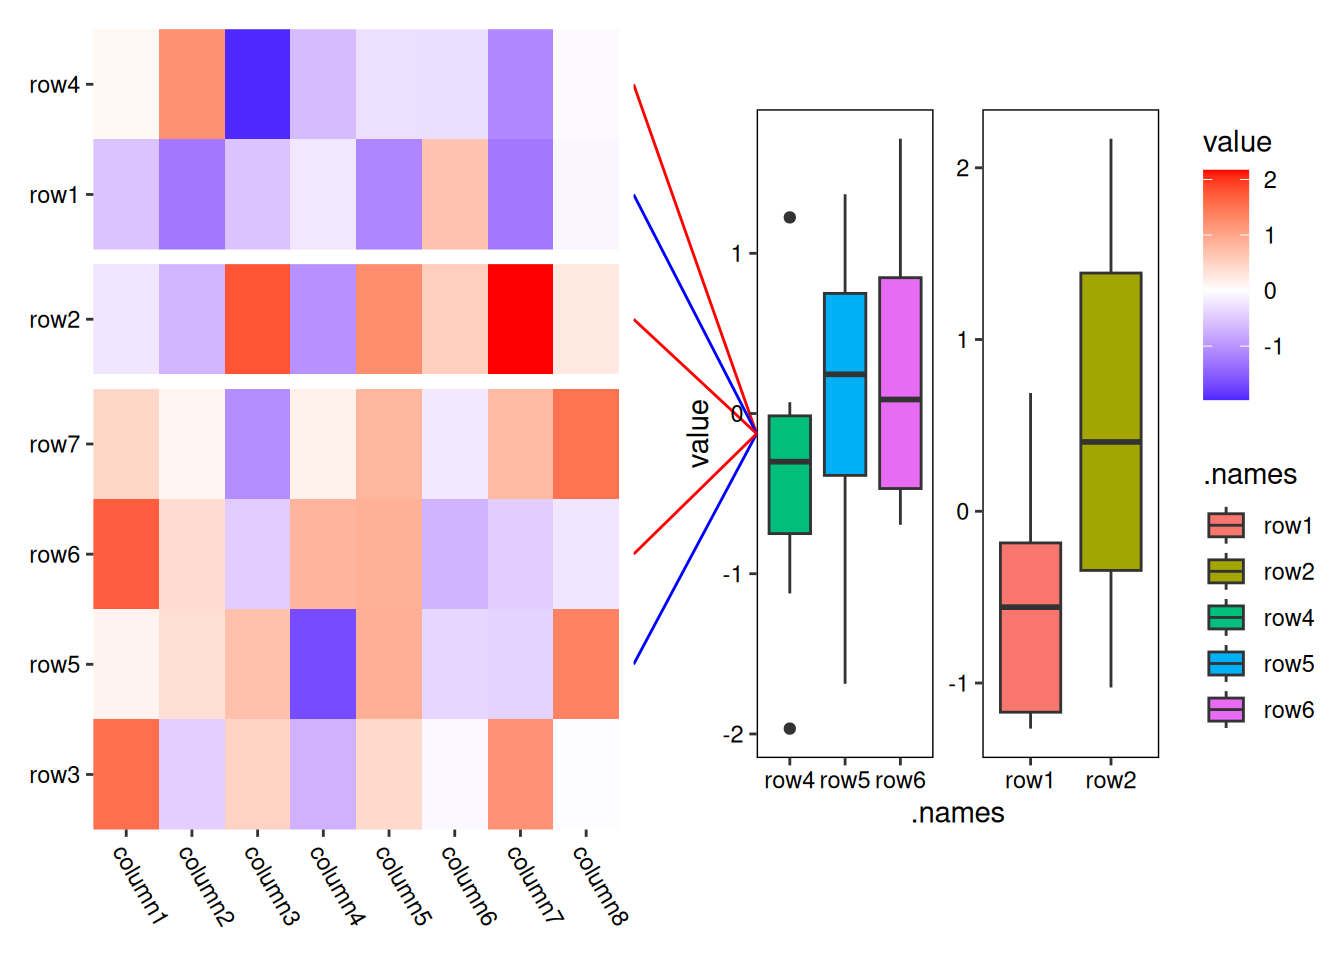 row4
row1
row2
row7
row6
row5
row3
column1
column2
column3
column4
column5
column6
column7
column8
value
1
0
-1
-2
row4 row5 row6
2
1
0
-1
row1 row2
.names
value
2
1
0
-1
.names
row1
row2
row4
row5
row6